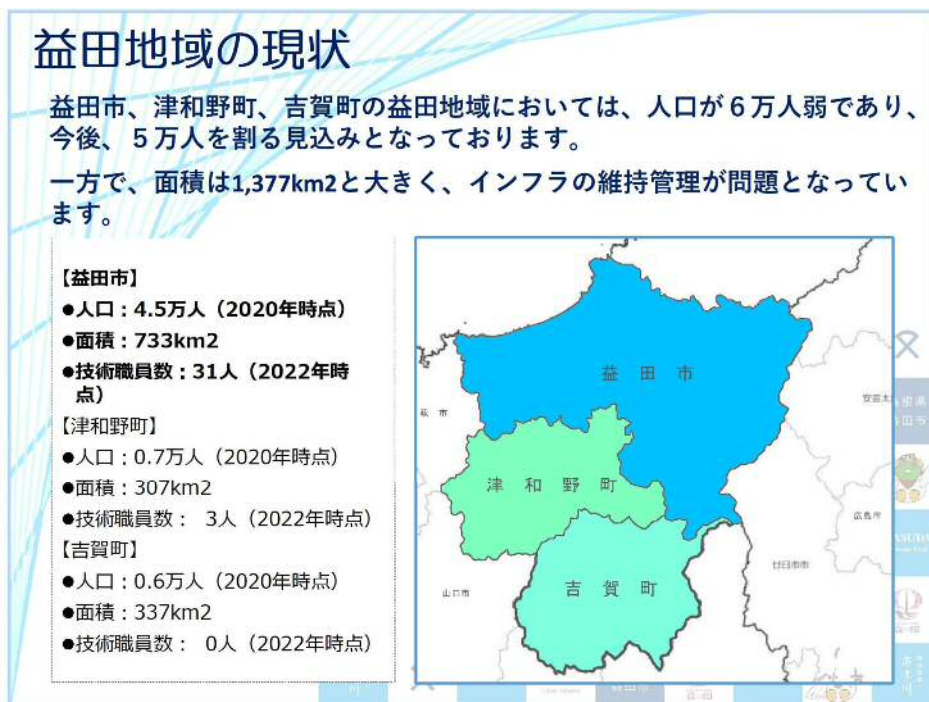 益田地域の現状
益田市、津和野町、吉賀町の益田地域においては、人口が６万人弱であり、
今後、５万人を割る見込みとなっております。
一方で、面積は1,377km2と大きく、インフラの維持管理が問題となってい
ます。
【益田市】
●人口：4.5万人（2020年時点）
●面積：733km2
●技術職員数：31人（2022年時
点）
【津和野町】
●人口：0.7万人（2020年時点）
●面積：307km2
●技術職員数： 3人（2022年時点）
【吉賀町】
●人口：0.6万人（2020年時点）
●面積：337km2
●技術職員数： 0人（2022年時点）
益田市
安芸太
萩市
津和野町
広島市
廿日市市
山口市
吉賀町